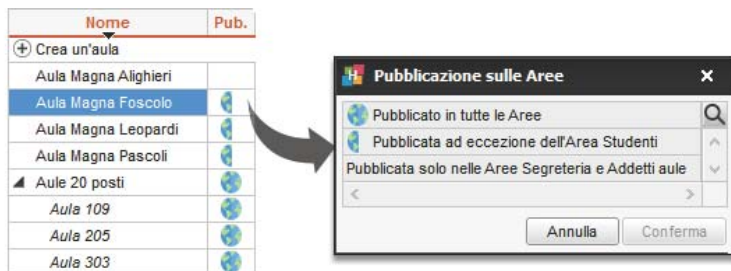 Nome Pub.
Crea un'aula
Aula Magna Alighieri
Aula Magna Foscolo
Aula Magna Leopardi
Aula Magna Pascoli
Aule 20 posti
Aula 109
Aula 205
Aula 303
H Pubblicazione sulle Aree
Pubblicato in tutte le Aree
Pubblicata ad eccezione dell'Area Studenti
Pubblicata solo nelle Aree Segreteria e Addetti aule
Annulla Conferma